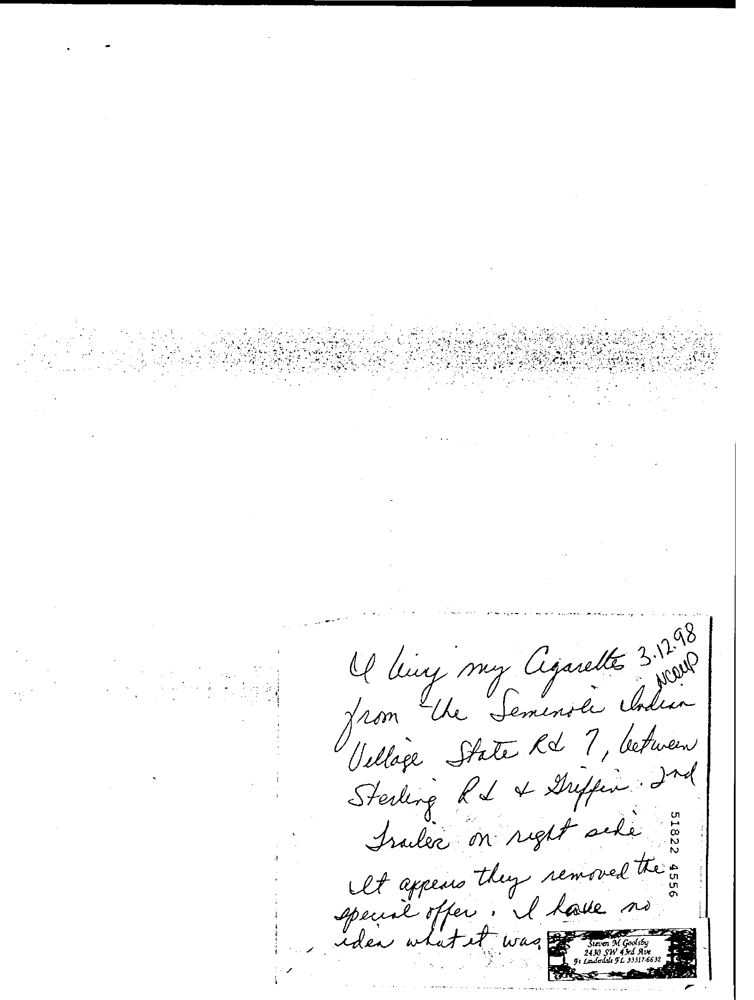 I buy my Cigarettes 3.12.98
NCOUP
from the Seminole Indian
Village State Rd 7, between
Sterling Rd & Griffin. 2nd
Trailer on right side
It appears they removed the
special offer. I have no
idea what it was.
51822 4556
Steven M Goolsby
2430 SW 43rd Ave
Ft Lauderdale FL 33317-6632